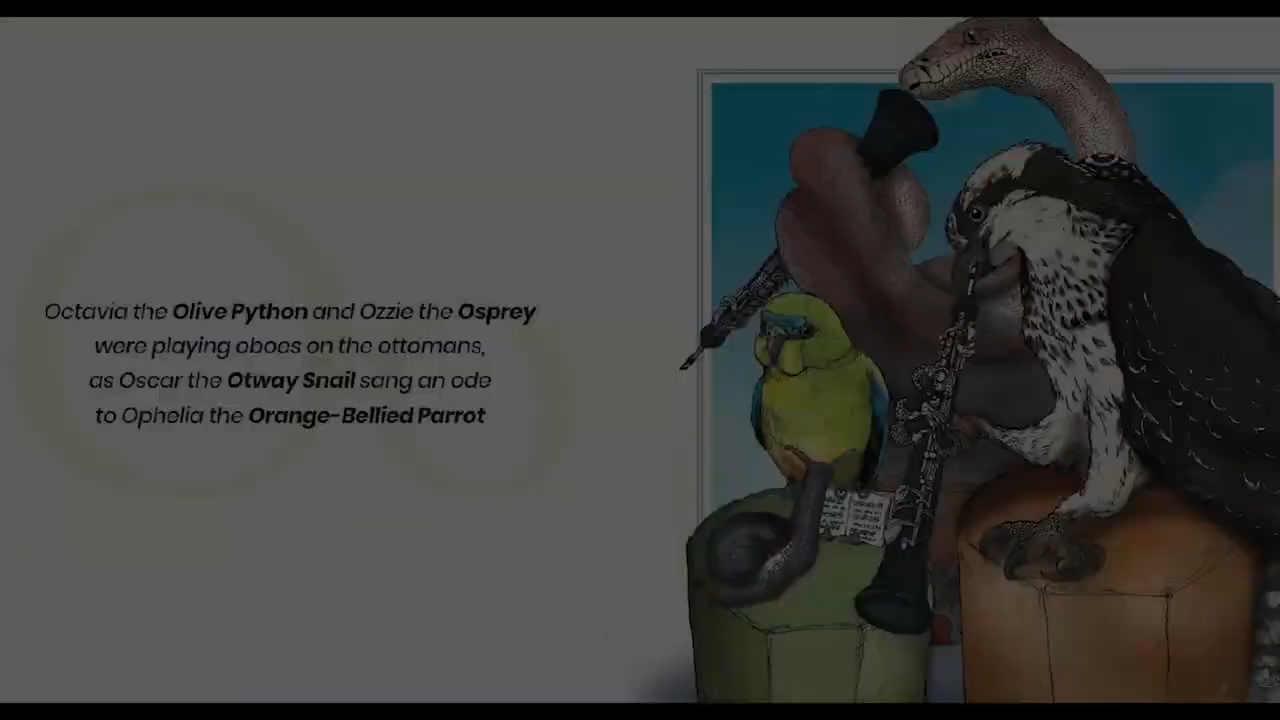 Octavia the Olive Python and Ozzie the Osprey
were playing oboes on the ottomans,
as Oscar the Otway Snail sang an ode
to Ophelia the Orange-Bellied Parrot
Oo